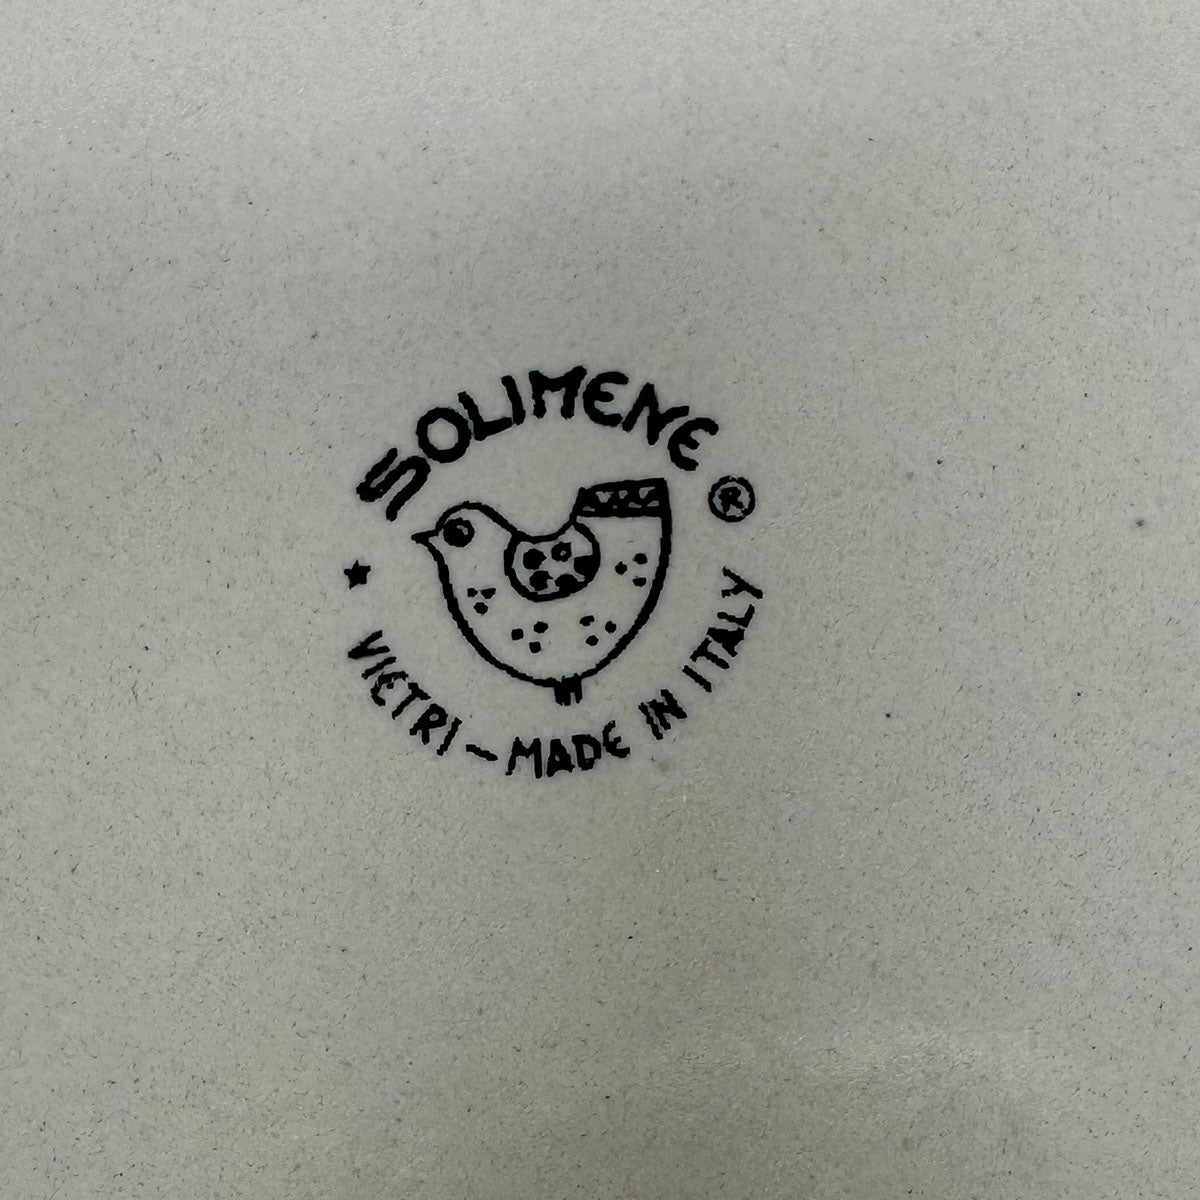 SOLIMENE ®
★ VIETRI – MADE IN ITALY